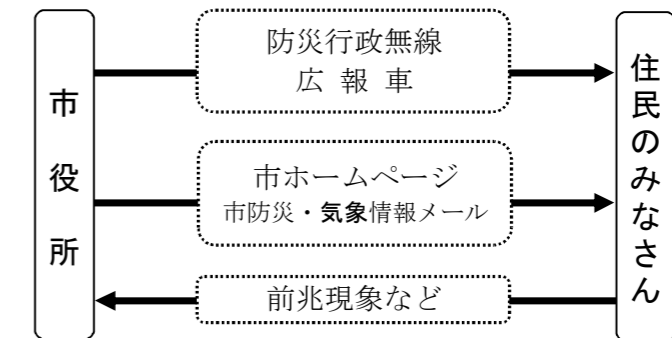 市役所
防災行政無線
広報車
市ホームページ
市防災・気象情報メール
前兆現象など
住民のみなさん